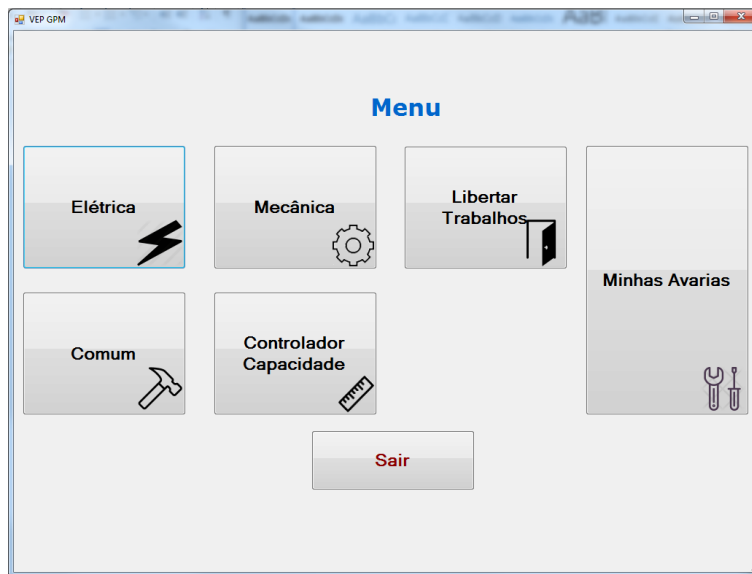 VEP GPM
Menu
Elétrica
Mecânica
Libertar
Trabalhos
Minhas Avarias
Comum
Controlador
Capacidade
Sair